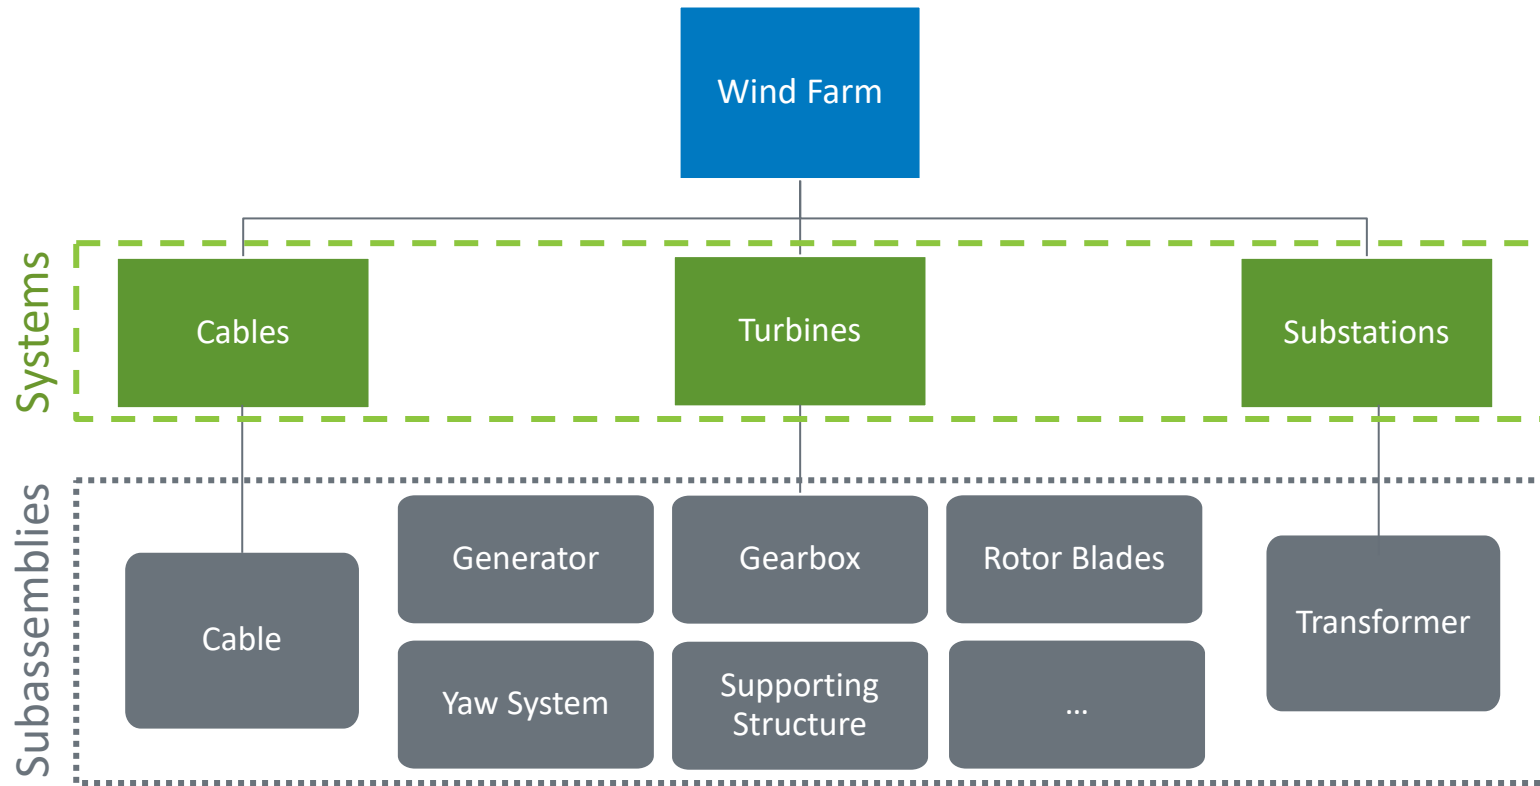 Wind Farm
Systems
Cables
Turbines
Substations
Subassemblies
Cable
Generator
Gearbox
Rotor Blades
Yaw System
Supporting
Structure
...
Transformer